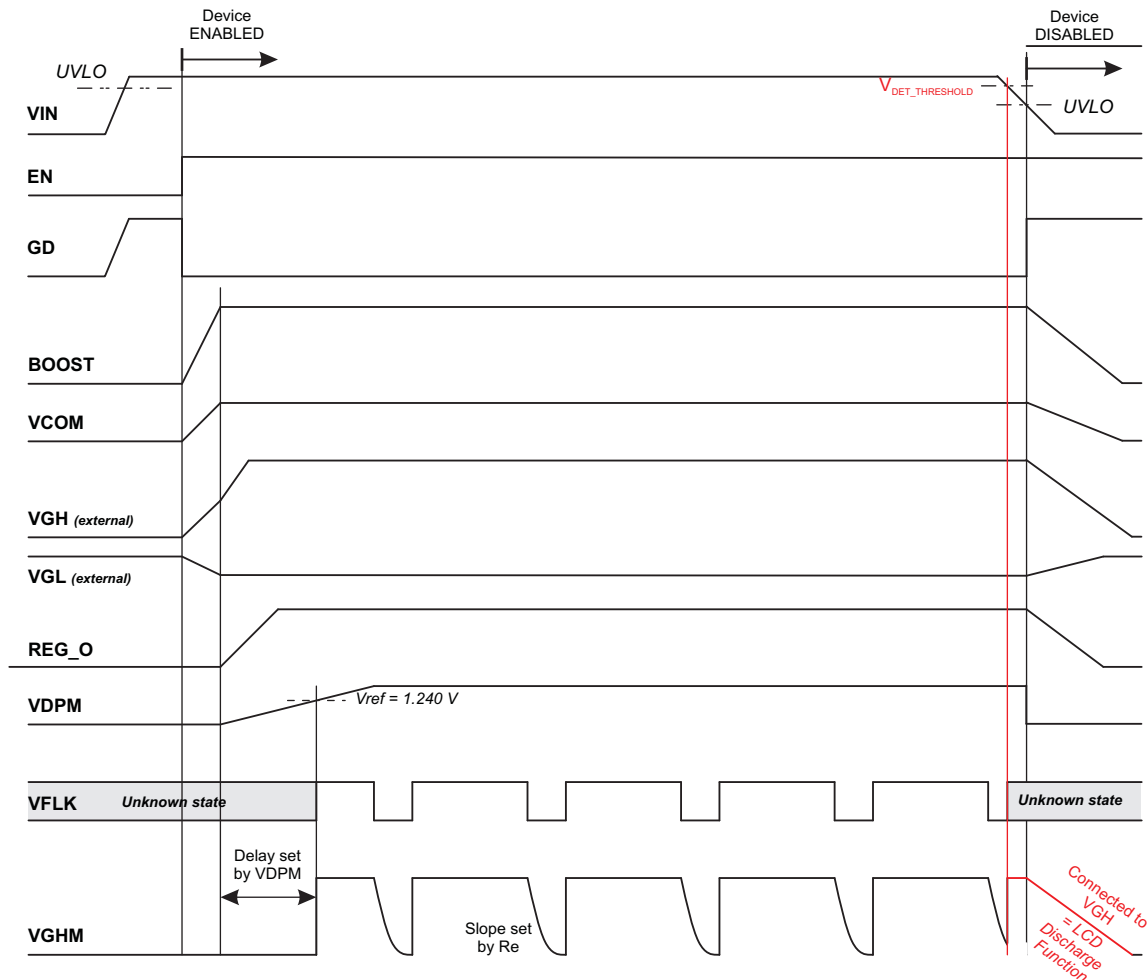 Device
ENABLED
Device
DISABLED
UVLO
VDET_THRESHOLD
UVLO
VIN
EN
GD
BOOST
VCOM
VGH (external)
VGL (external)
REG_O
Vref = 1.240 V
VDPM
VFLK
Unknown state
Unknown state
Delay set
by VDPM
Slope set
by Re
VGHM
Connected to
VGH
= LCD
Discharge
Function